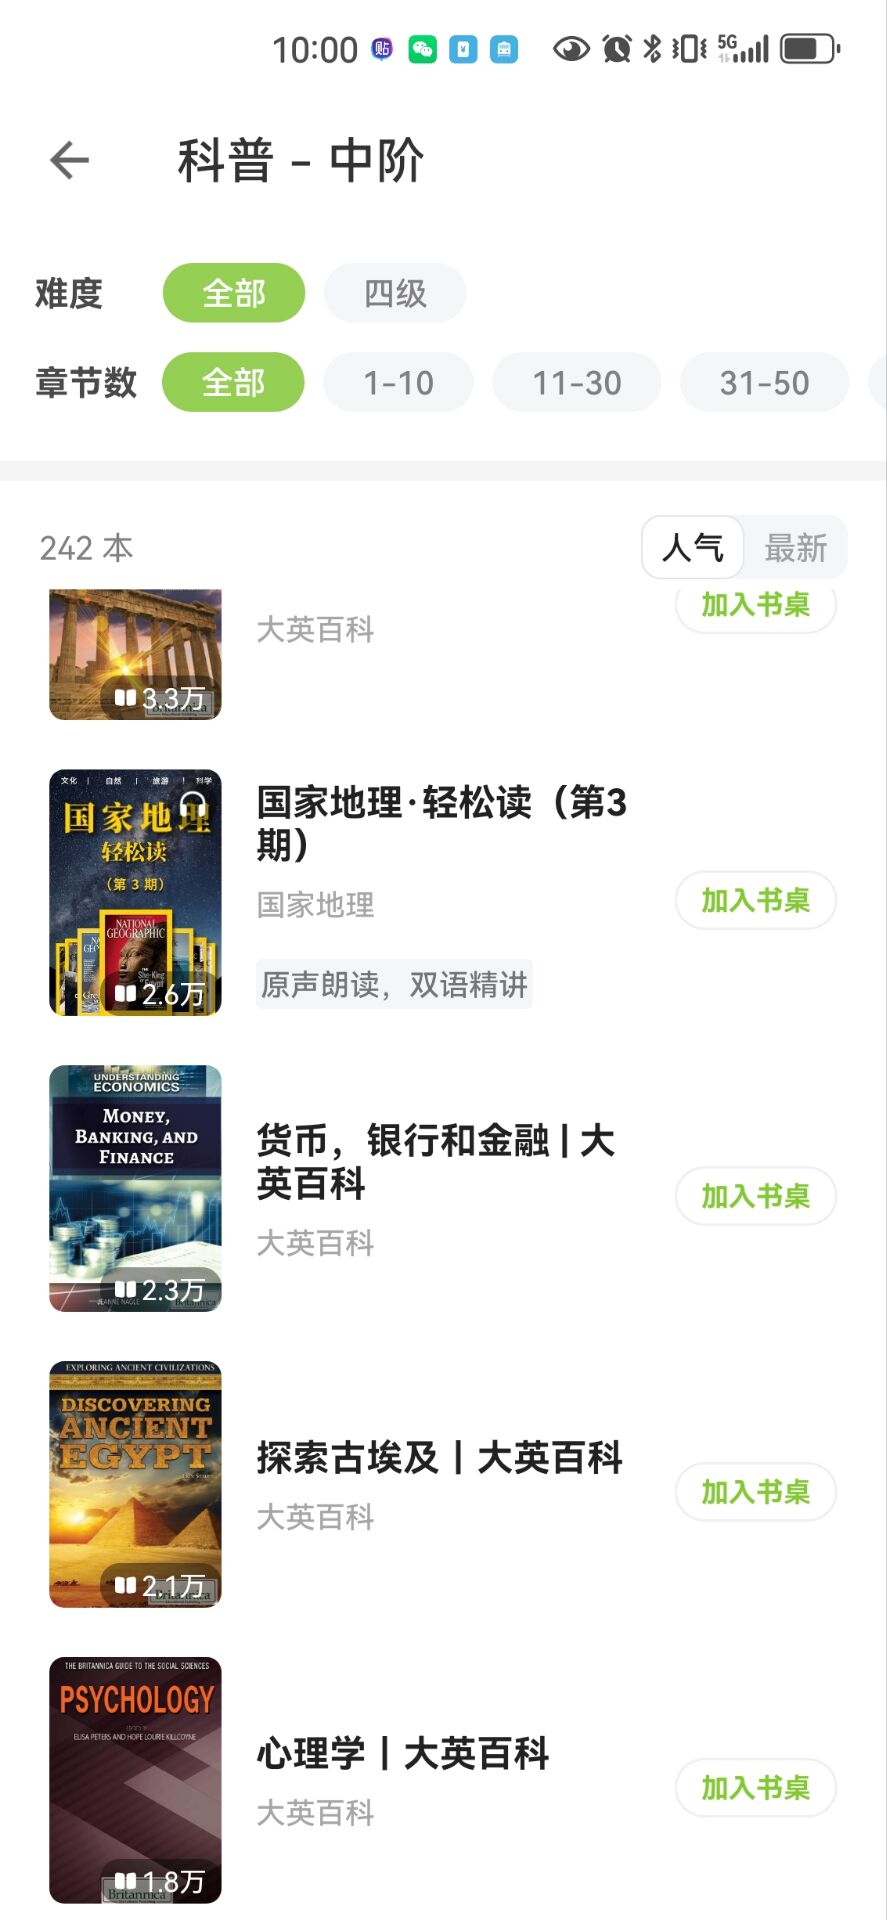 10:00 贴 5G
科普 - 中阶
难度 全部 四级
章节数 全部 1-10 11-30 31-50
242 本 人气 最新
加入书桌
大英百科
3.3万
Britannica
文化 | 自然 | 旅游 | 科学
国家地理
轻松读
（第 3 期）
NATIONAL GEOGRAPHIC
2.6万
国家地理·轻松读（第3
期）
国家地理
原声朗读，双语精讲
加入书桌
UNDERSTANDING
ECONOMICS
MONEY,
BANKING, AND
FINANCE
JEANNE NAGLE
2.3万
货币，银行和金融 | 大
英百科
大英百科
加入书桌
EXPLORING ANCIENT CIVILIZATIONS
DISCOVERING
ANCIENT
EGYPT
2.1万
Britannica
探索古埃及 | 大英百科
大英百科
加入书桌
THE BRITANNICA GUIDE TO THE SOCIAL SCIENCES
PSYCHOLOGY
ELISA PETERS AND HOPE LOURIE KILLCOYNE
1.8万
Britannica
心理学 | 大英百科
大英百科
加入书桌